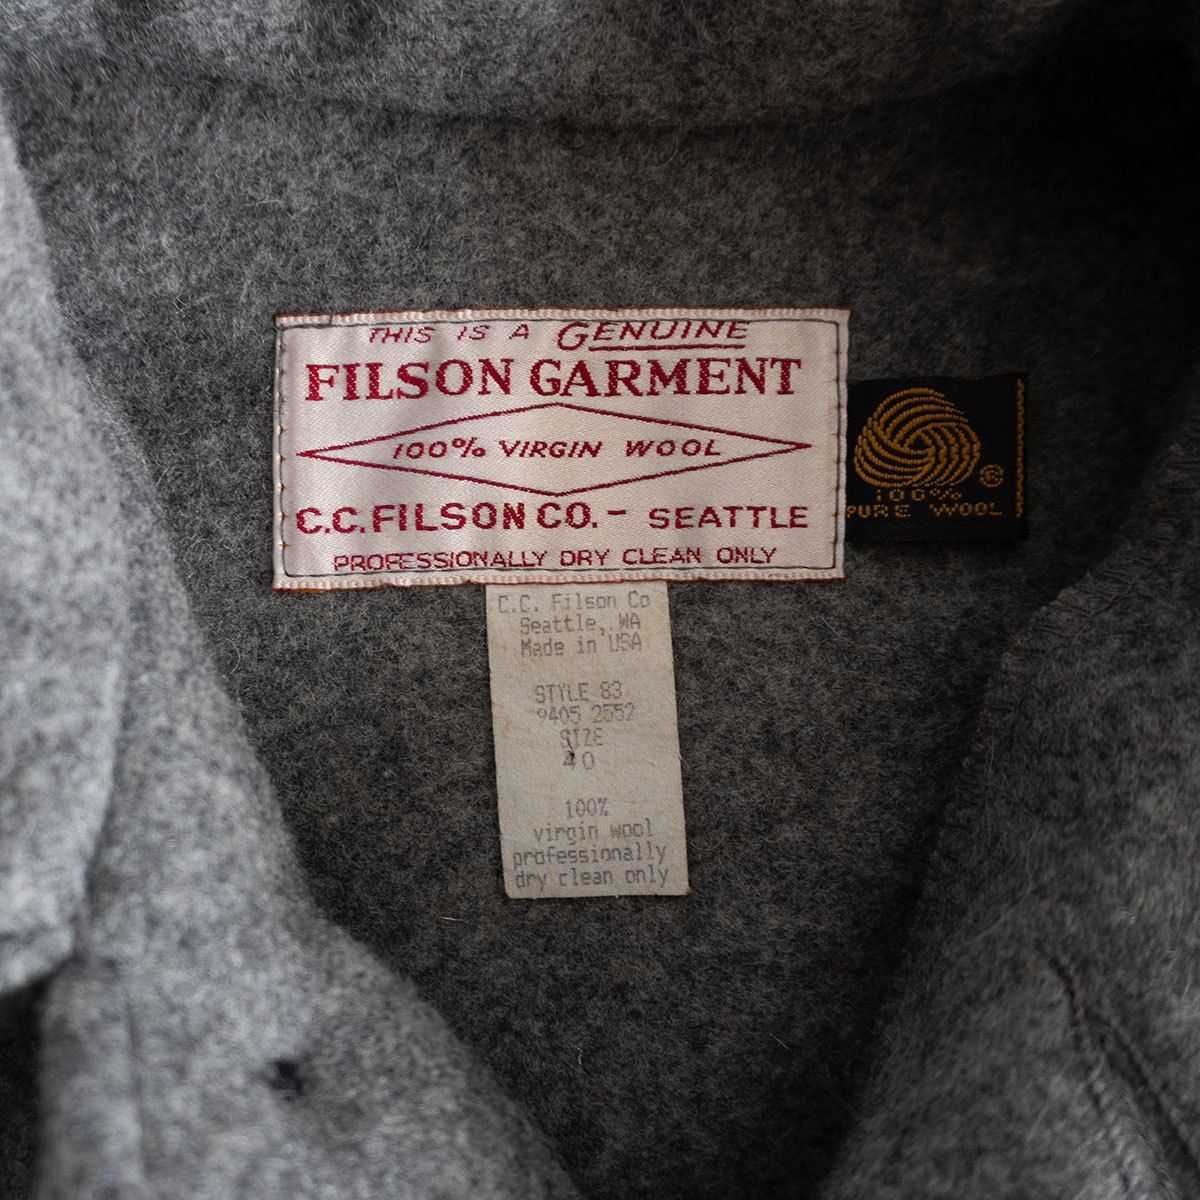 THIS IS A GENUINE
FILSON GARMENT
100% VIRGIN WOOL
C.C. FILSON CO. - SEATTLE
PROFESSIONALLY DRY CLEAN ONLY
®
100%
PURE WOOL
C.C. Filson Co
Seattle, WA
Made in USA
STYLE 83
9405 2552
SIZE
40
100%
virgin wool
professionally
dry clean only